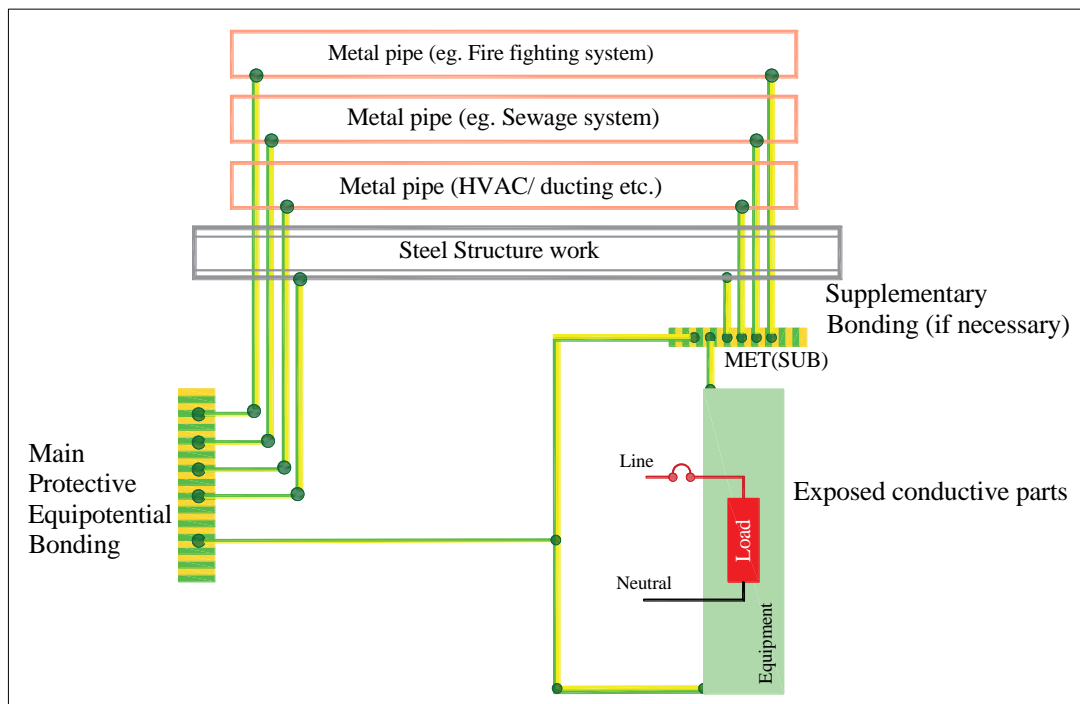 Metal pipe (eg. Fire fighting system)
Metal pipe (eg. Sewage system)
Metal pipe (HVAC/ ducting etc.)
Steel Structure work
Supplementary
Bonding (if necessary)
MET(SUB)
Main
Protective
Equipotential
Bonding
Line
Exposed conductive parts
Load
Neutral
Equipment